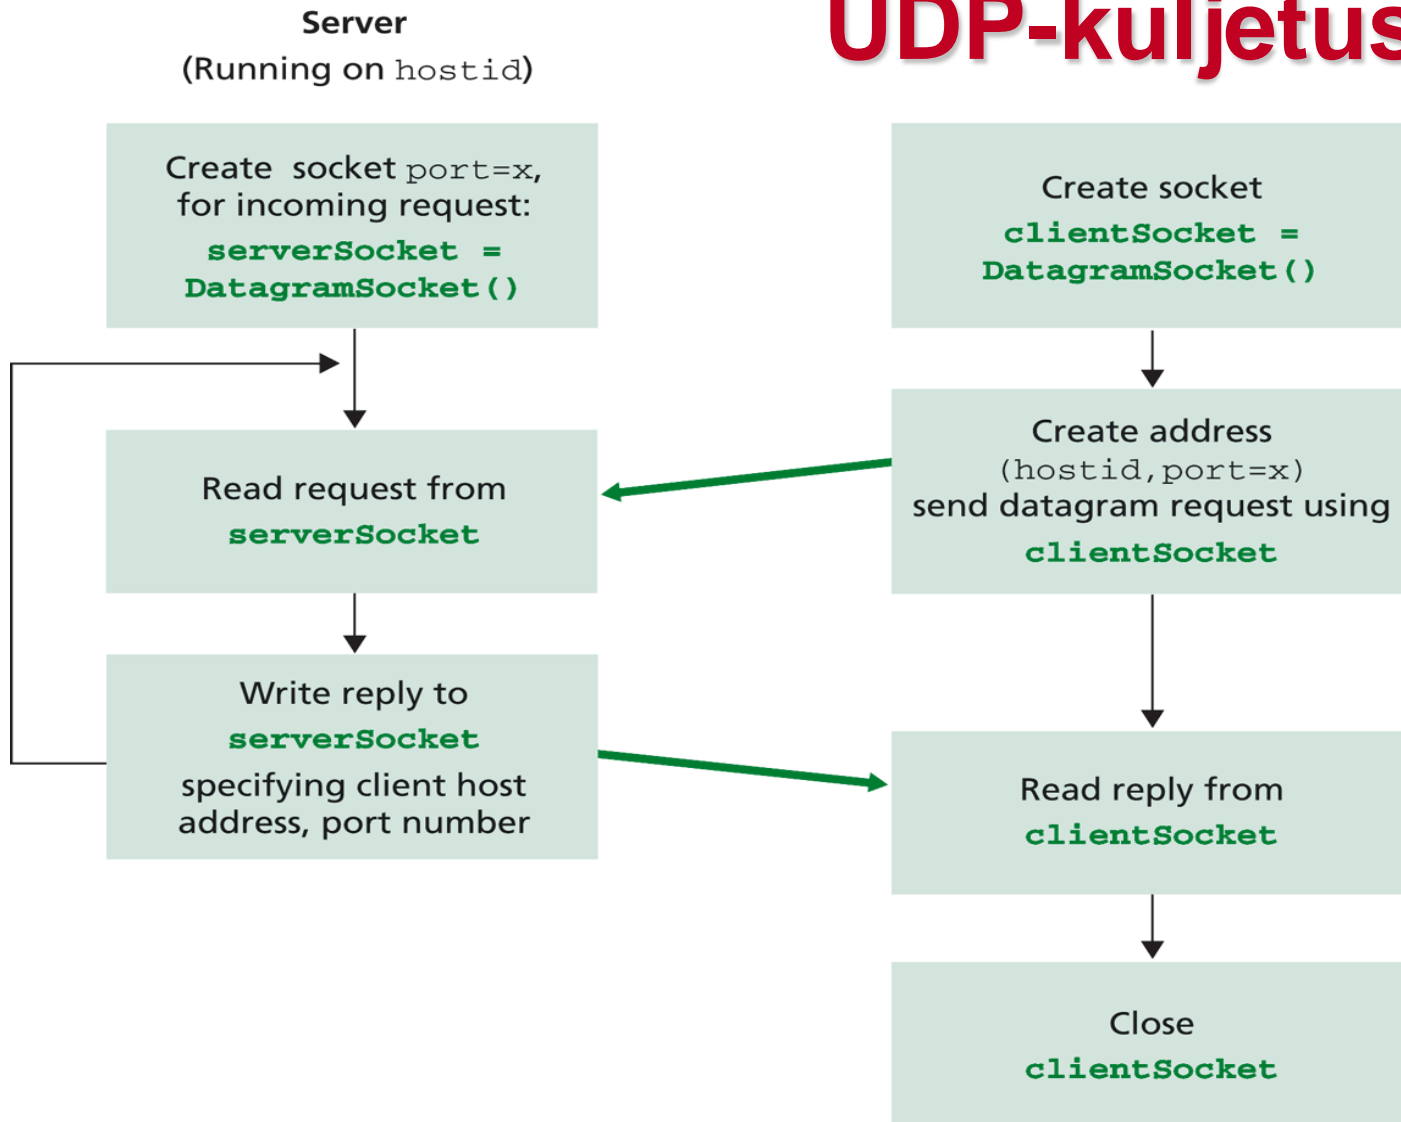 UDP-kuljetus
Server
(Running on hostid)
Create socket port=x,
for incoming request:
serverSocket =
DatagramSocket()
Read request from
serverSocket
Write reply to
serverSocket
specifying client host
address, port number
Create socket
clientSocket =
DatagramSocket()
Create address
(hostid,port=x)
send datagram request using
clientSocket
Read reply from
clientSocket
Close
clientSocket